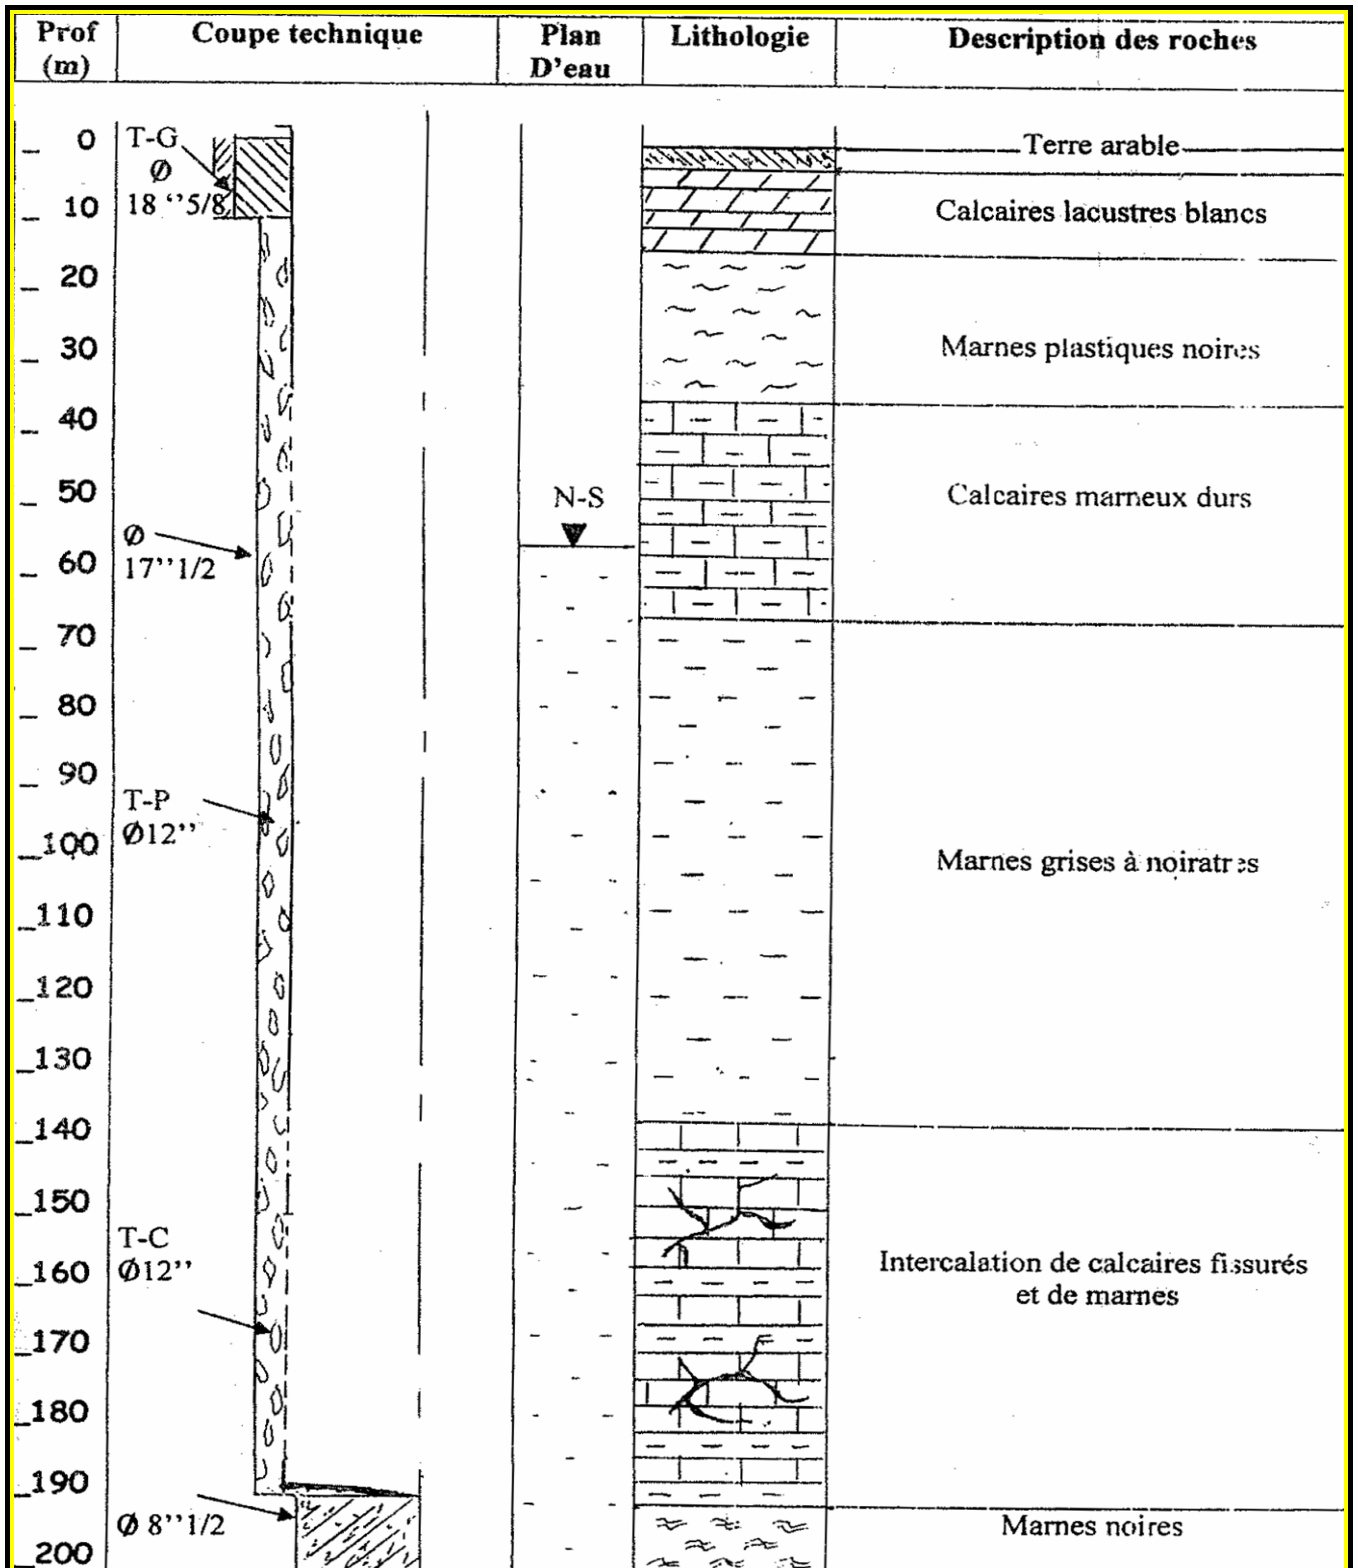 Prof
(m)
Coupe technique
Plan
D'eau
Lithologie
Description des roches
0
10
20
30
40
50
60
70
80
90
100
110
120
130
140
150
160
170
180
190
200
T-G
Ø
18 ‘’5/8
Ø
17’’1/2
T-P
Ø12’’
T-C
Ø12’’
Ø 8’’1/2
N-S
Terre arable
Calcaires lacustres blancs
Marnes plastiques noires
Calcaires marneux durs
Marnes grises à noiratres
Intercalation de calcaires fissurés
et de marnes
Marnes noires